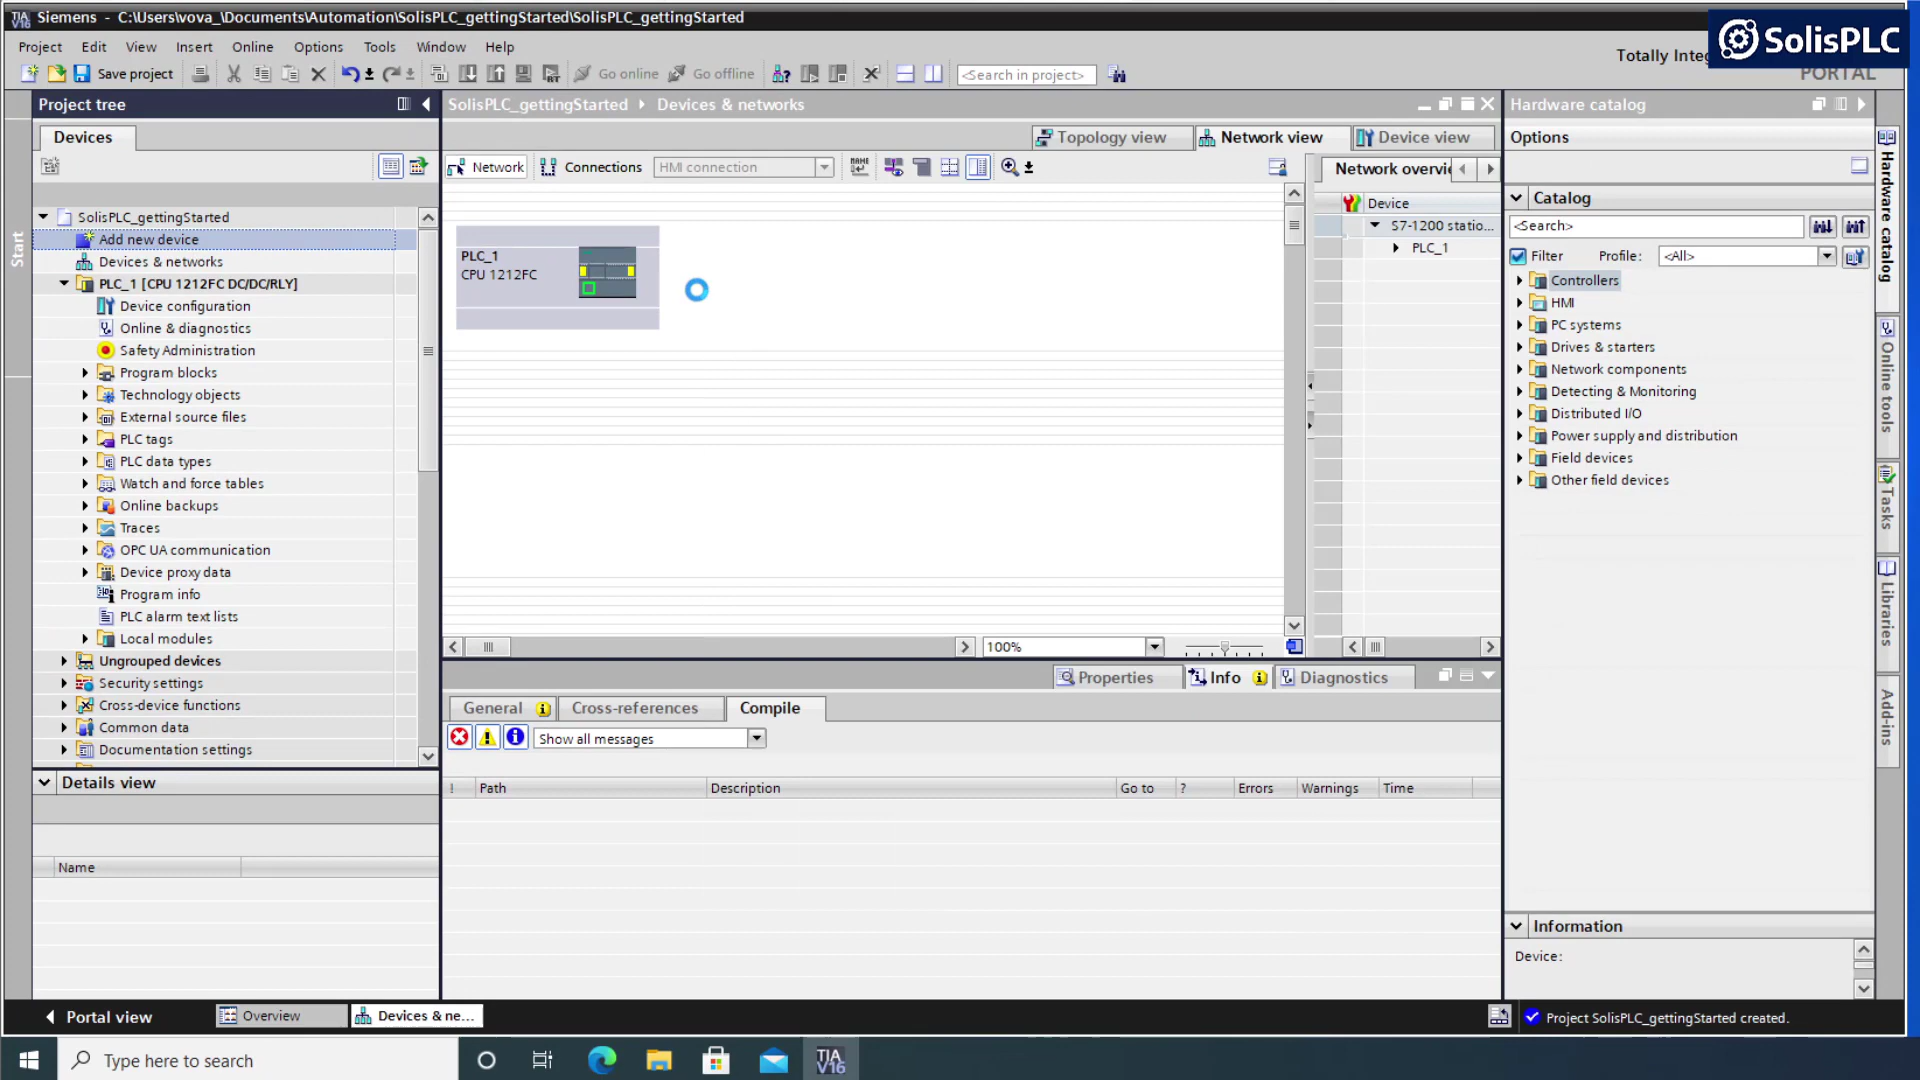 Siemens - C:\Users\vova_\Documents\Automation\SolisPLC_gettingStarted\SolisPLC_gettingStarted
SolisPLC
Project Edit View Insert Online Options Tools Window Help
Totally Integ
PORTAL
Save project
Go online
Go offline
<Search in project>
Project tree
SolisPLC_gettingStarted
Devices & networks
Hardware catalog
Devices
Topology view
Network view
Device view
Options
Network
Connections
HMI connection
Network overvi
Start
SolisPLC_gettingStarted
Add new device
Devices & networks
PLC_1 [CPU 1212FC DC/DC/RLY]
Device configuration
Online & diagnostics
Safety Administration
Program blocks
Technology objects
External source files
PLC tags
PLC data types
Watch and force tables
Online backups
Traces
OPC UA communication
Device proxy data
Program info
PLC alarm text lists
Local modules
Ungrouped devices
Security settings
Cross-device functions
Common data
Documentation settings
Details view
Name
PLC_1
CPU 1212FC
100%
Device
S7-1200 statio...
PLC_1
Properties
Info
Diagnostics
General
Cross-references
Compile
Show all messages
!
Path
Description
Go to
?
Errors
Warnings
Time
Catalog
<Search>
Filter
Profile:
<All>
Controllers
HMI
PC systems
Drives & starters
Network components
Detecting & Monitoring
Distributed I/O
Power supply and distribution
Field devices
Other field devices
Information
Device:
Hardware catalog
Online tools
Tasks
Libraries
Add-ins
Portal view
Overview
Devices & ne...
Project SolisPLC_gettingStarted created.
Type here to search
TIA
V16